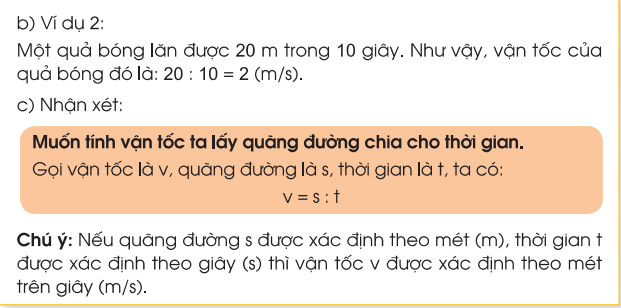 b) Ví dụ 2:
Một quả bóng lăn được 20 m trong 10 giây. Như vậy, vận tốc của
quả bóng đó là: 20 : 10 = 2 (m/s).
c) Nhận xét:
Muốn tính vận tốc ta lấy quãng đường chia cho thời gian.
Gọi vận tốc là v, quãng đường là s, thời gian là t, ta có:
v = s : t
Chú ý: Nếu quãng đường s được xác định theo mét (m), thời gian t
được xác định theo giây (s) thì vận tốc v được xác định theo mét
trên giây (m/s).